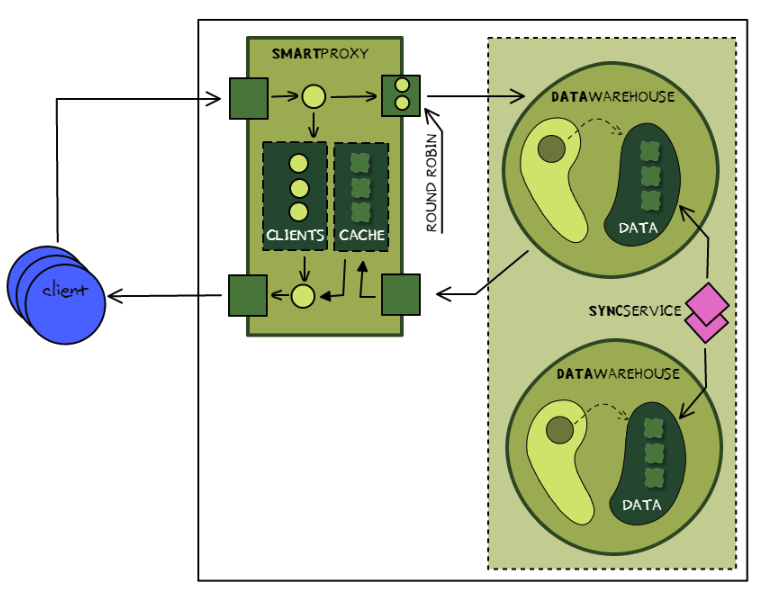 SMARTPROXY
DATAWAREHOUSE
ROUND ROBIN
CLIENTS
CACHE
DATA
client
SYNCSERVICE
DATAWAREHOUSE
DATA